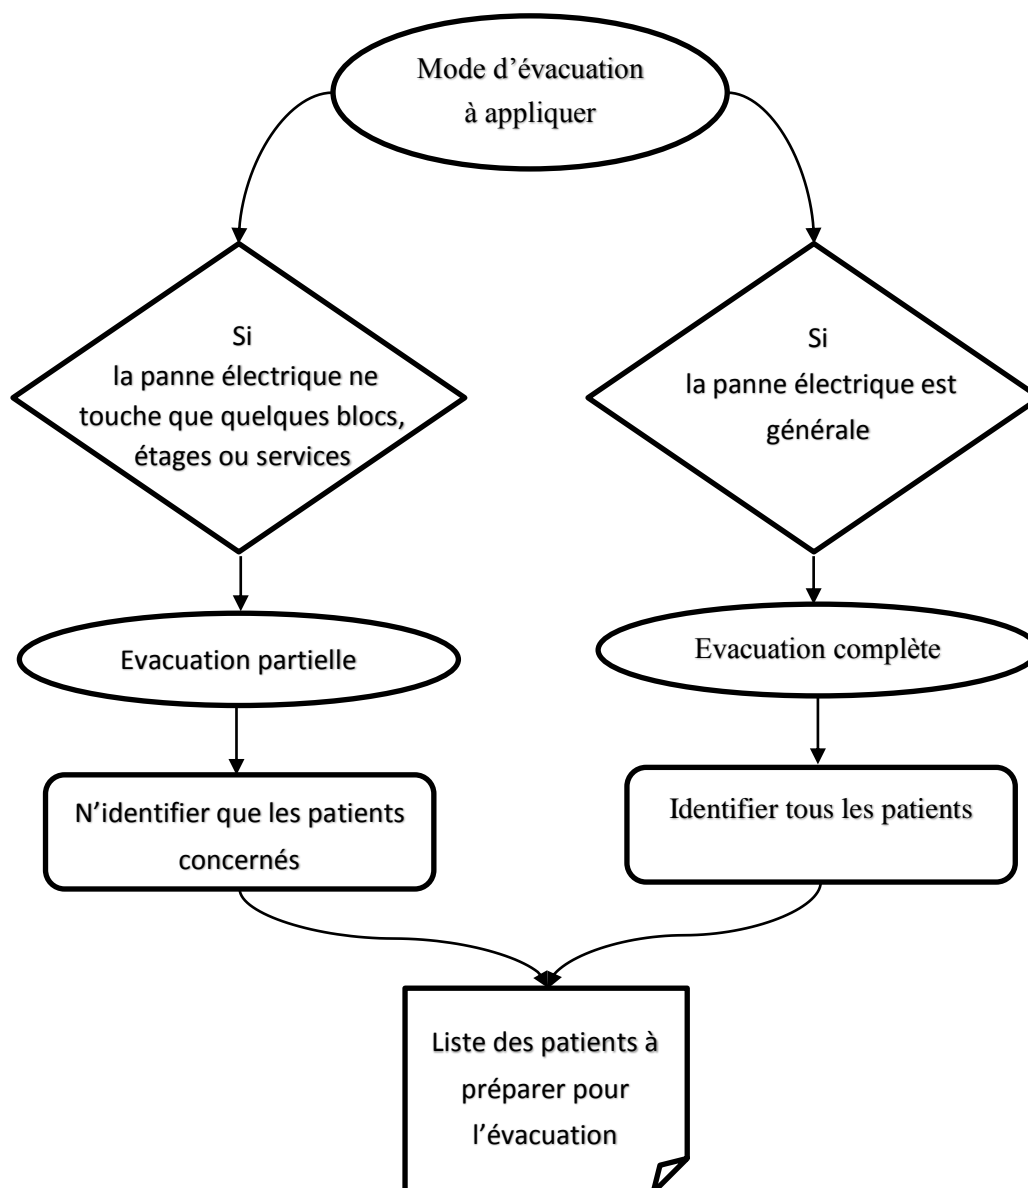 Mode d’évacuation
à appliquer
Si
la panne électrique ne
touche que quelques blocs,
étages ou services
Si
la panne électrique est
générale
Evacuation partielle
Evacuation complète
N’identifier que les patients
concernés
Identifier tous les patients
Liste des patients à
préparer pour
l’évacuation